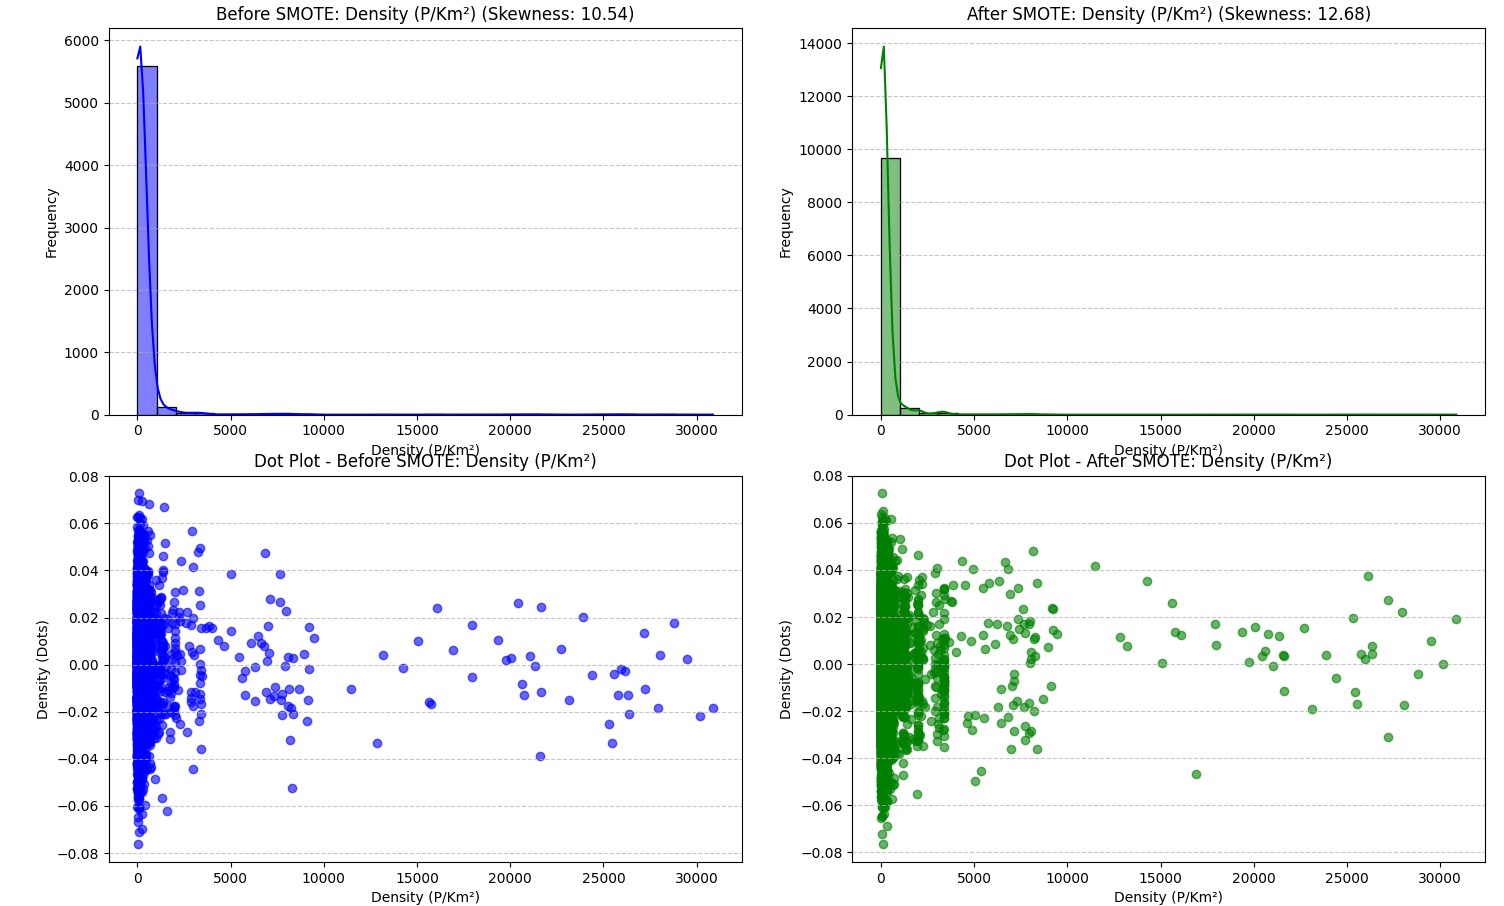 Before SMOTE: Density (P/Km²) (Skewness: 10.54)
Frequency
6000
5000
4000
3000
2000
1000
0
0 5000 10000 15000 20000 25000 30000
Density (P/Km²)
After SMOTE: Density (P/Km²) (Skewness: 12.68)
Frequency
14000
12000
10000
8000
6000
4000
2000
0
0 5000 10000 15000 20000 25000 30000
Density (P/Km²)
Dot Plot - Before SMOTE: Density (P/Km²)
Density (Dots)
0.08
0.06
0.04
0.02
0.00
−0.02
−0.04
−0.06
−0.08
0 5000 10000 15000 20000 25000 30000
Density (P/Km²)
Dot Plot - After SMOTE: Density (P/Km²)
Density (Dots)
0.08
0.06
0.04
0.02
0.00
−0.02
−0.04
−0.06
−0.08
0 5000 10000 15000 20000 25000 30000
Density (P/Km²)